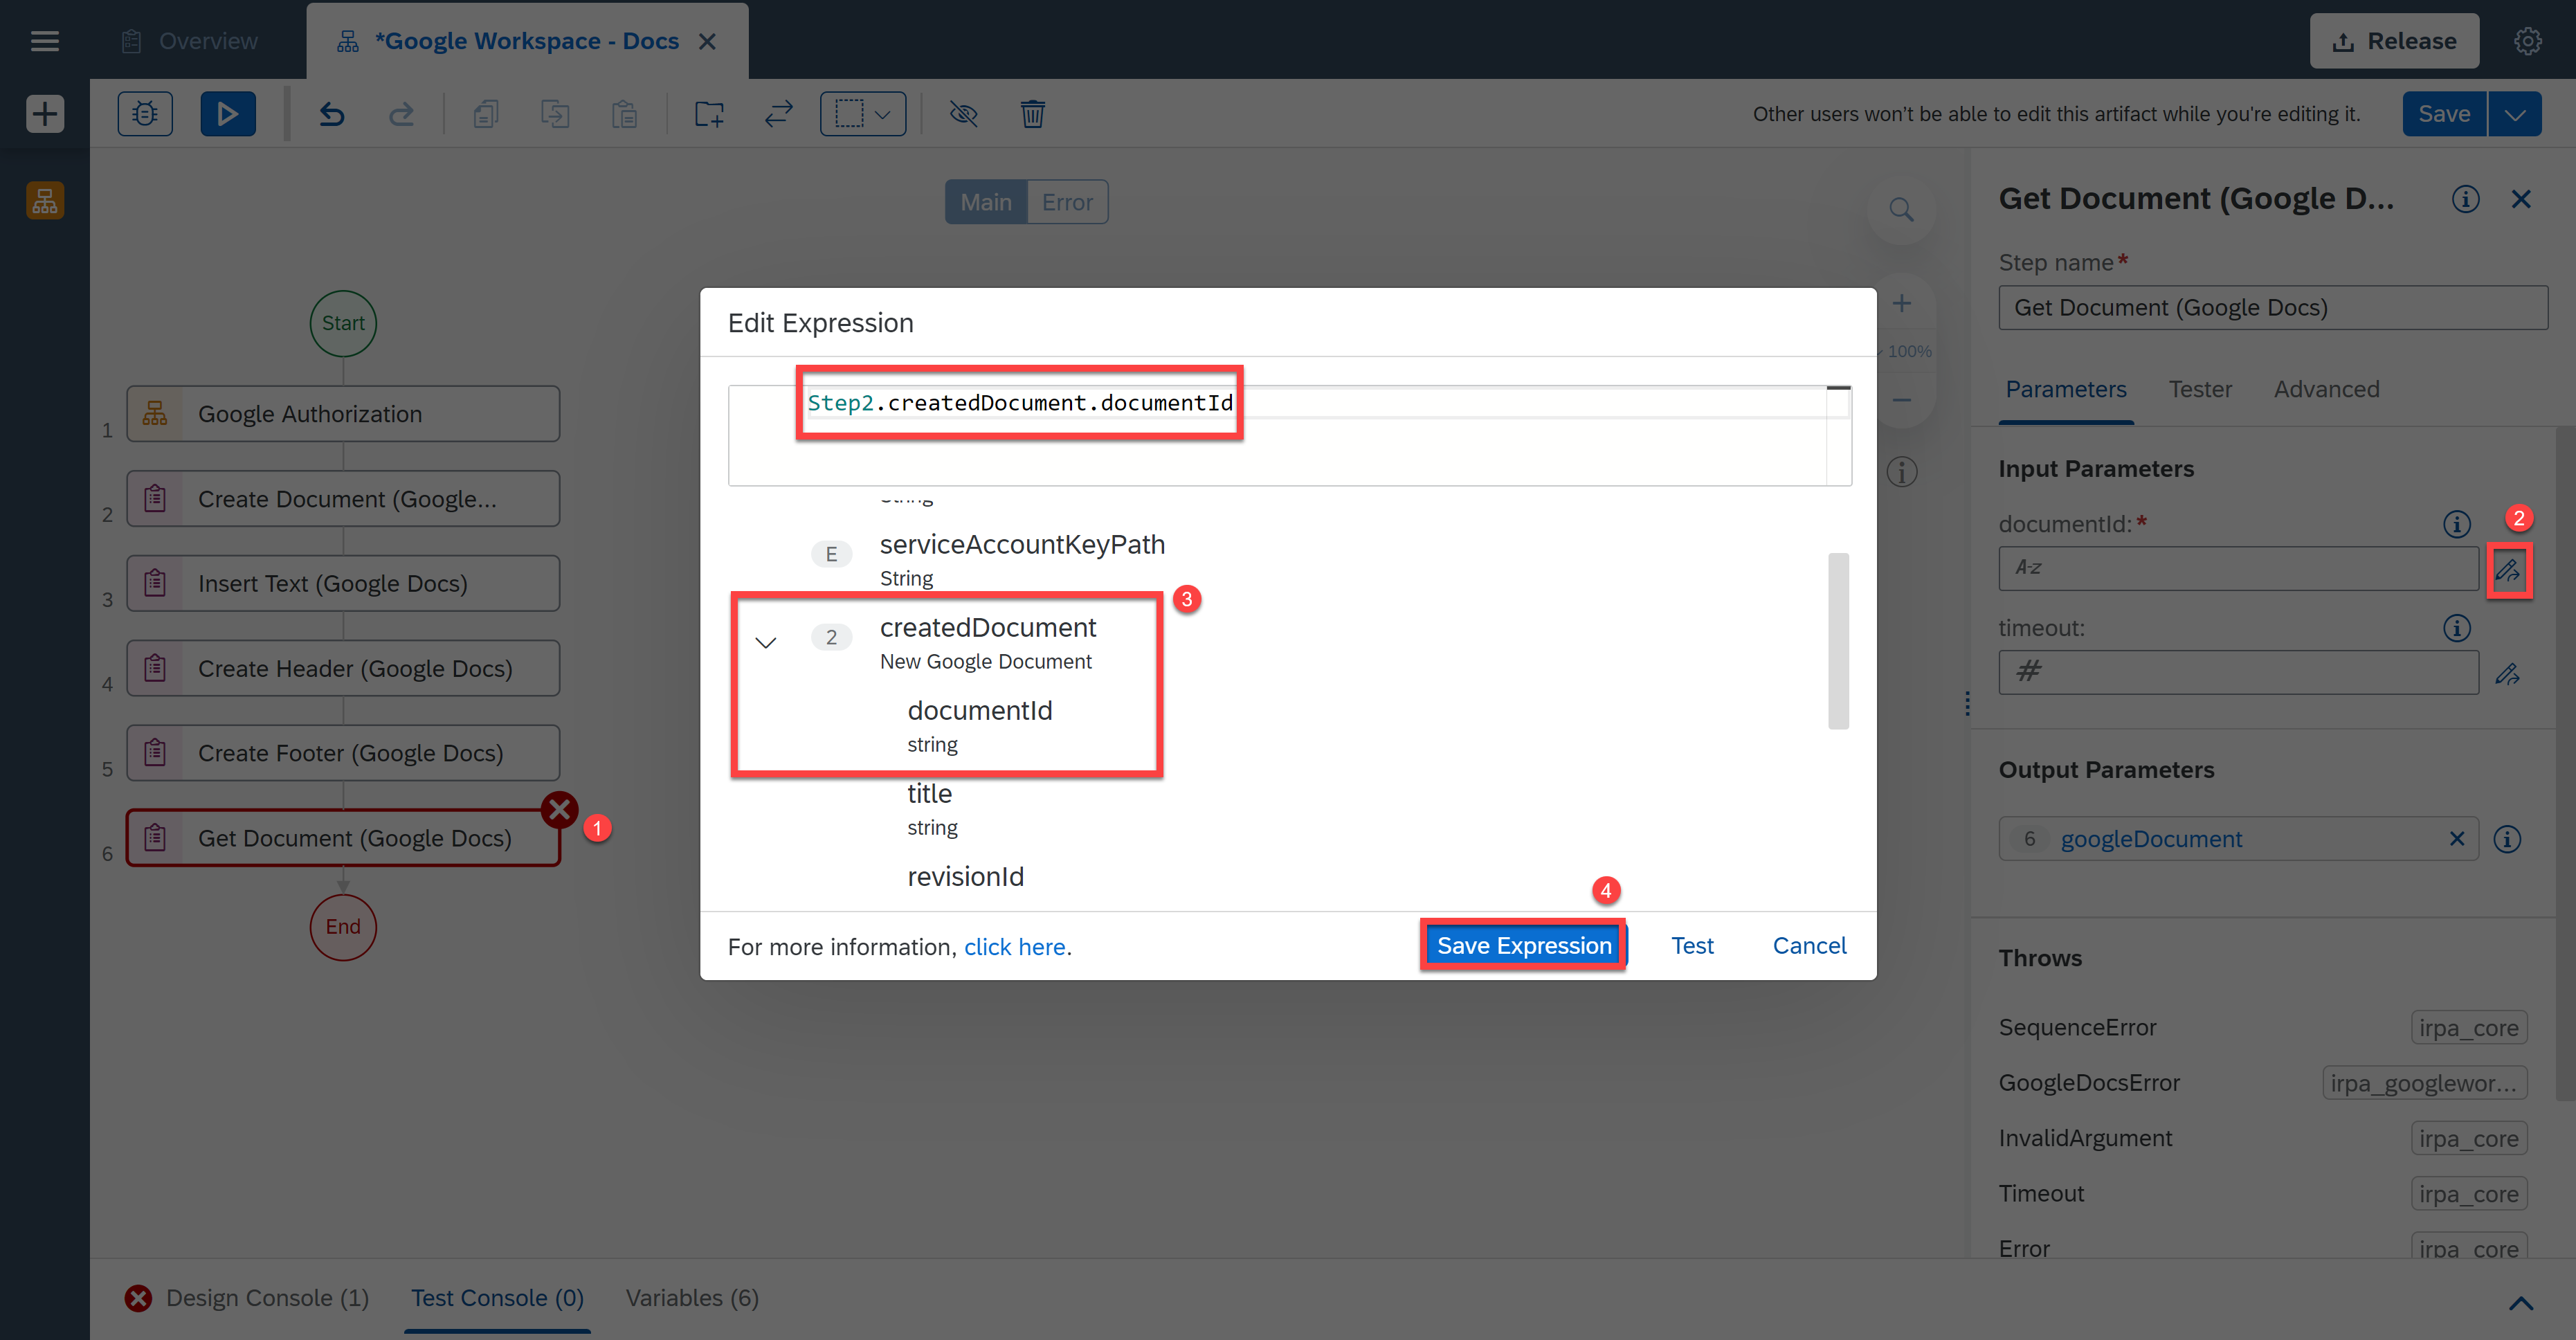 Overview
*Google Workspace - Docs
Release
Other users won't be able to edit this artifact while you're editing it.
Save
Main
Error
Start
1
Google Authorization
2
Create Document (Google...
3
Insert Text (Google Docs)
4
Create Header (Google Docs)
5
Create Footer (Google Docs)
6
Get Document (Google Docs)
1
End
100%
Edit Expression
Step2.createdDocument.documentId
String
E
serviceAccountKeyPath
String
3
2
createdDocument
New Google Document
documentId
string
title
string
revisionId
4
For more information, click here.
Save Expression
Test
Cancel
Get Document (Google D...
Step name*
Get Document (Google Docs)
Parameters
Tester
Advanced
Input Parameters
documentId:*
2
A-z
timeout:
#
Output Parameters
6
googleDocument
Throws
SequenceError
irpa_core
GoogleDocsError
irpa_googlewor...
InvalidArgument
irpa_core
Timeout
irpa_core
Error
irpa_core
Design Console (1)
Test Console (0)
Variables (6)